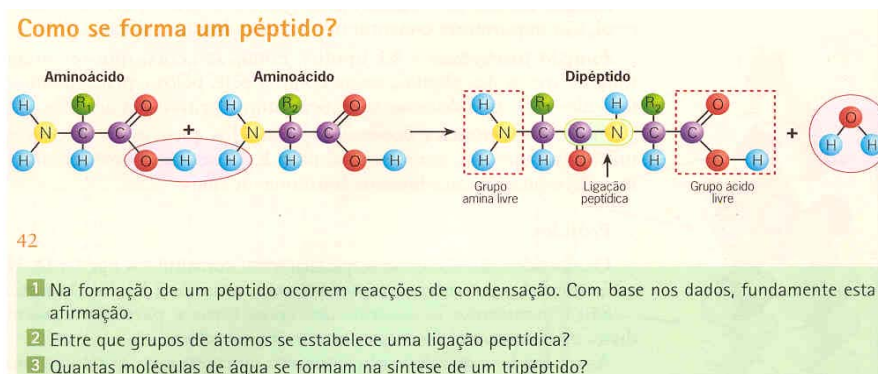 Como se forma um péptido?
Aminoácido Aminoácido Dipéptido
H R1 O H R2 O H R1 H R2 O
N C C + N C C N C C N C C + O
H H O H H H O H H H O H O H H H
Grupo amina livre
Ligação peptídica
Grupo ácido livre
42
1 Na formação de um péptido ocorrem reacções de condensação. Com base nos dados, fundamente esta
afirmação.
2 Entre que grupos de átomos se estabelece uma ligação peptídica?
3 Quantas moléculas de água se formam na síntese de um tripéptido?